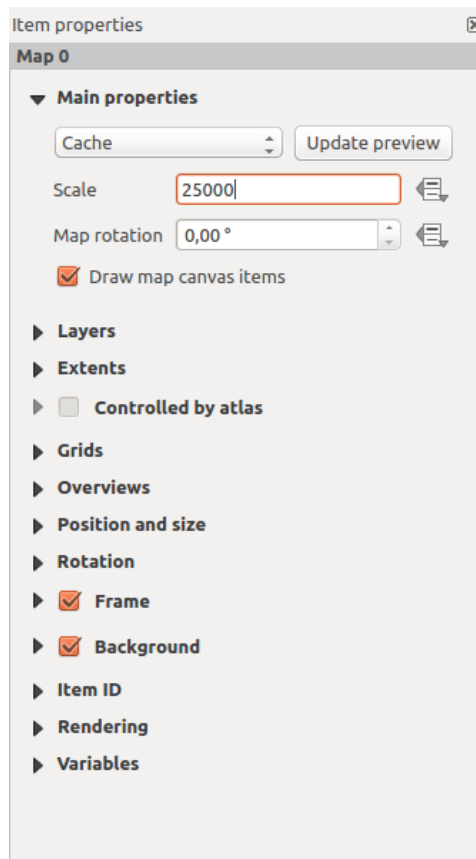 Item properties
Map 0
Main properties
Cache Update preview
Scale 25000
Map rotation 0,00 °
Draw map canvas items
Layers
Extents
Controlled by atlas
Grids
Overviews
Position and size
Rotation
Frame
Background
Item ID
Rendering
Variables